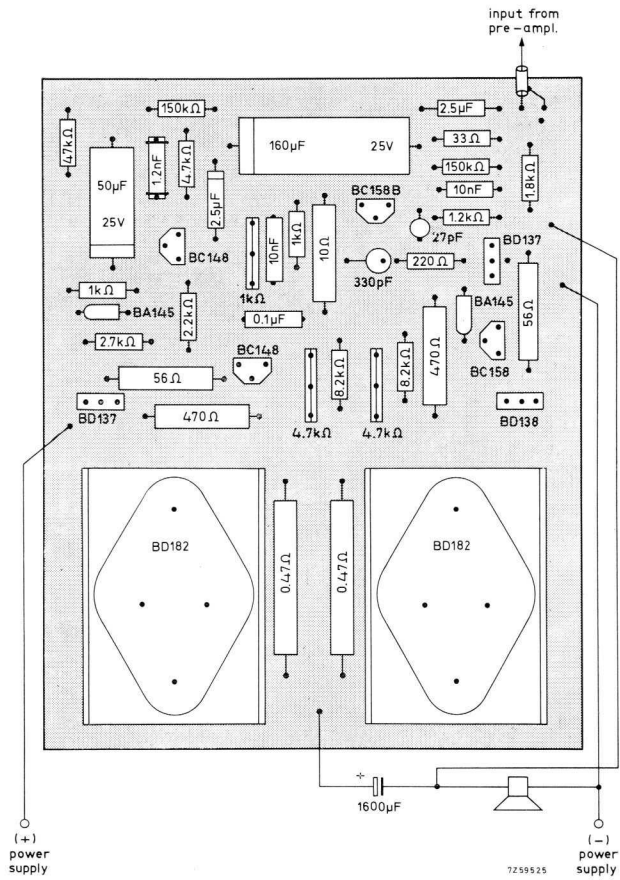 input from
pre-ampl.
150kΩ
2.5µF
47kΩ
160µF 25V
33Ω
1.2nF
4.7kΩ
150kΩ
50µF
25V
2.5µF
10nF
1.8kΩ
BC158B
1.2kΩ
27pF
BC148
10nF
1kΩ
10Ω
BD137
220Ω
330pF
1kΩ
1kΩ
BA145
BA145
2.2kΩ
0.1µF
56Ω
2.7kΩ
BC148
8.2kΩ
8.2kΩ
470Ω
BC158
56Ω
BD137
470Ω
4.7kΩ
4.7kΩ
BD138
BD182
BD182
0.47Ω
0.47Ω
+
1600µF
(+)
power
supply
7Z59525
(-)
power
supply